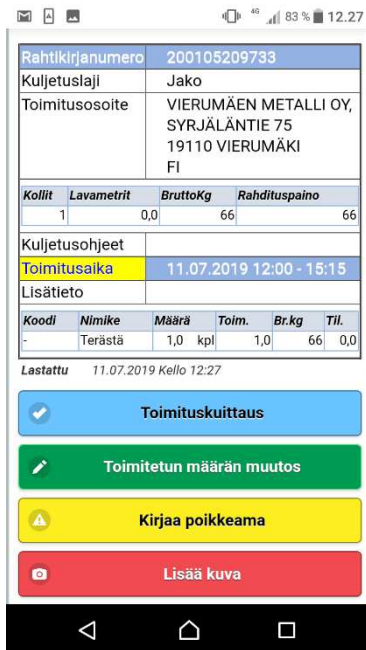 46 83 % 12.27
Rahtikirjanumero 200105209733
Kuljetuslaji Jako
Toimitusosoite VIERUMÄEN METALLI OY,
SYRJÄLÄNTIE 75
19110 VIERUMÄKI
FI
Kollit Lavametrit BruttoKg Rahdituspaino
1 0,0 66 66
Kuljetusohjeet
Toimitusaika 11.07.2019 12:00 - 15:15
Lisätieto
Koodi Nimike Määrä Toim. Br.kg Til.
- Terästä 1,0 kpl 1,0 66 0,0
Lastattu 11.07.2019 Kello 12:27
Toimituskuittaus
Toimitetun määrän muutos
Kirjaa poikkeama
Lisää kuva